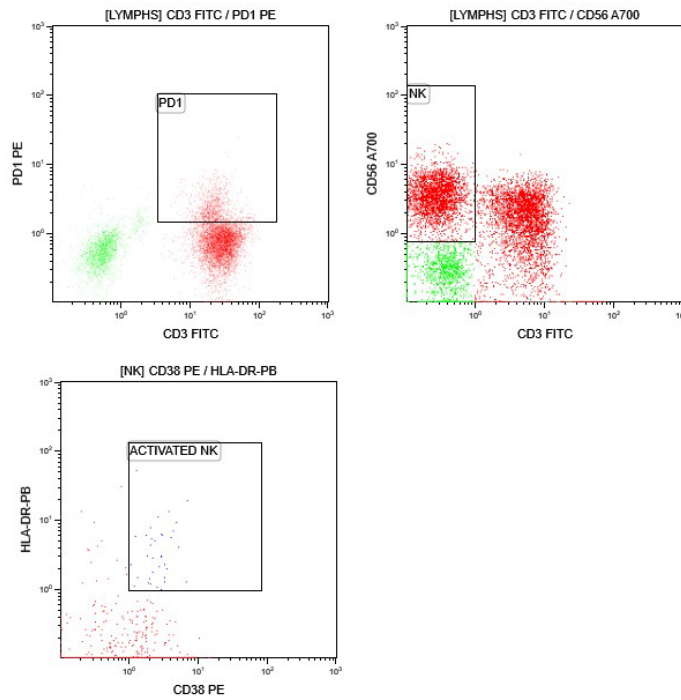 [LYMPHS] CD3 FITC / PD1 PE
10³
10²
10¹
10⁰
PD1 PE
PD1
10⁰ 10¹ 10² 10³
CD3 FITC
[LYMPHS] CD3 FITC / CD56 A700
10³
10²
10¹
10⁰
CD56 A700
NK
10⁰ 10¹ 10² 10³
CD3 FITC
[NK] CD38 PE / HLA-DR-PB
10³
10²
10¹
10⁰
HLA-DR-PB
ACTIVATED NK
10⁰ 10¹ 10² 10³
CD38 PE